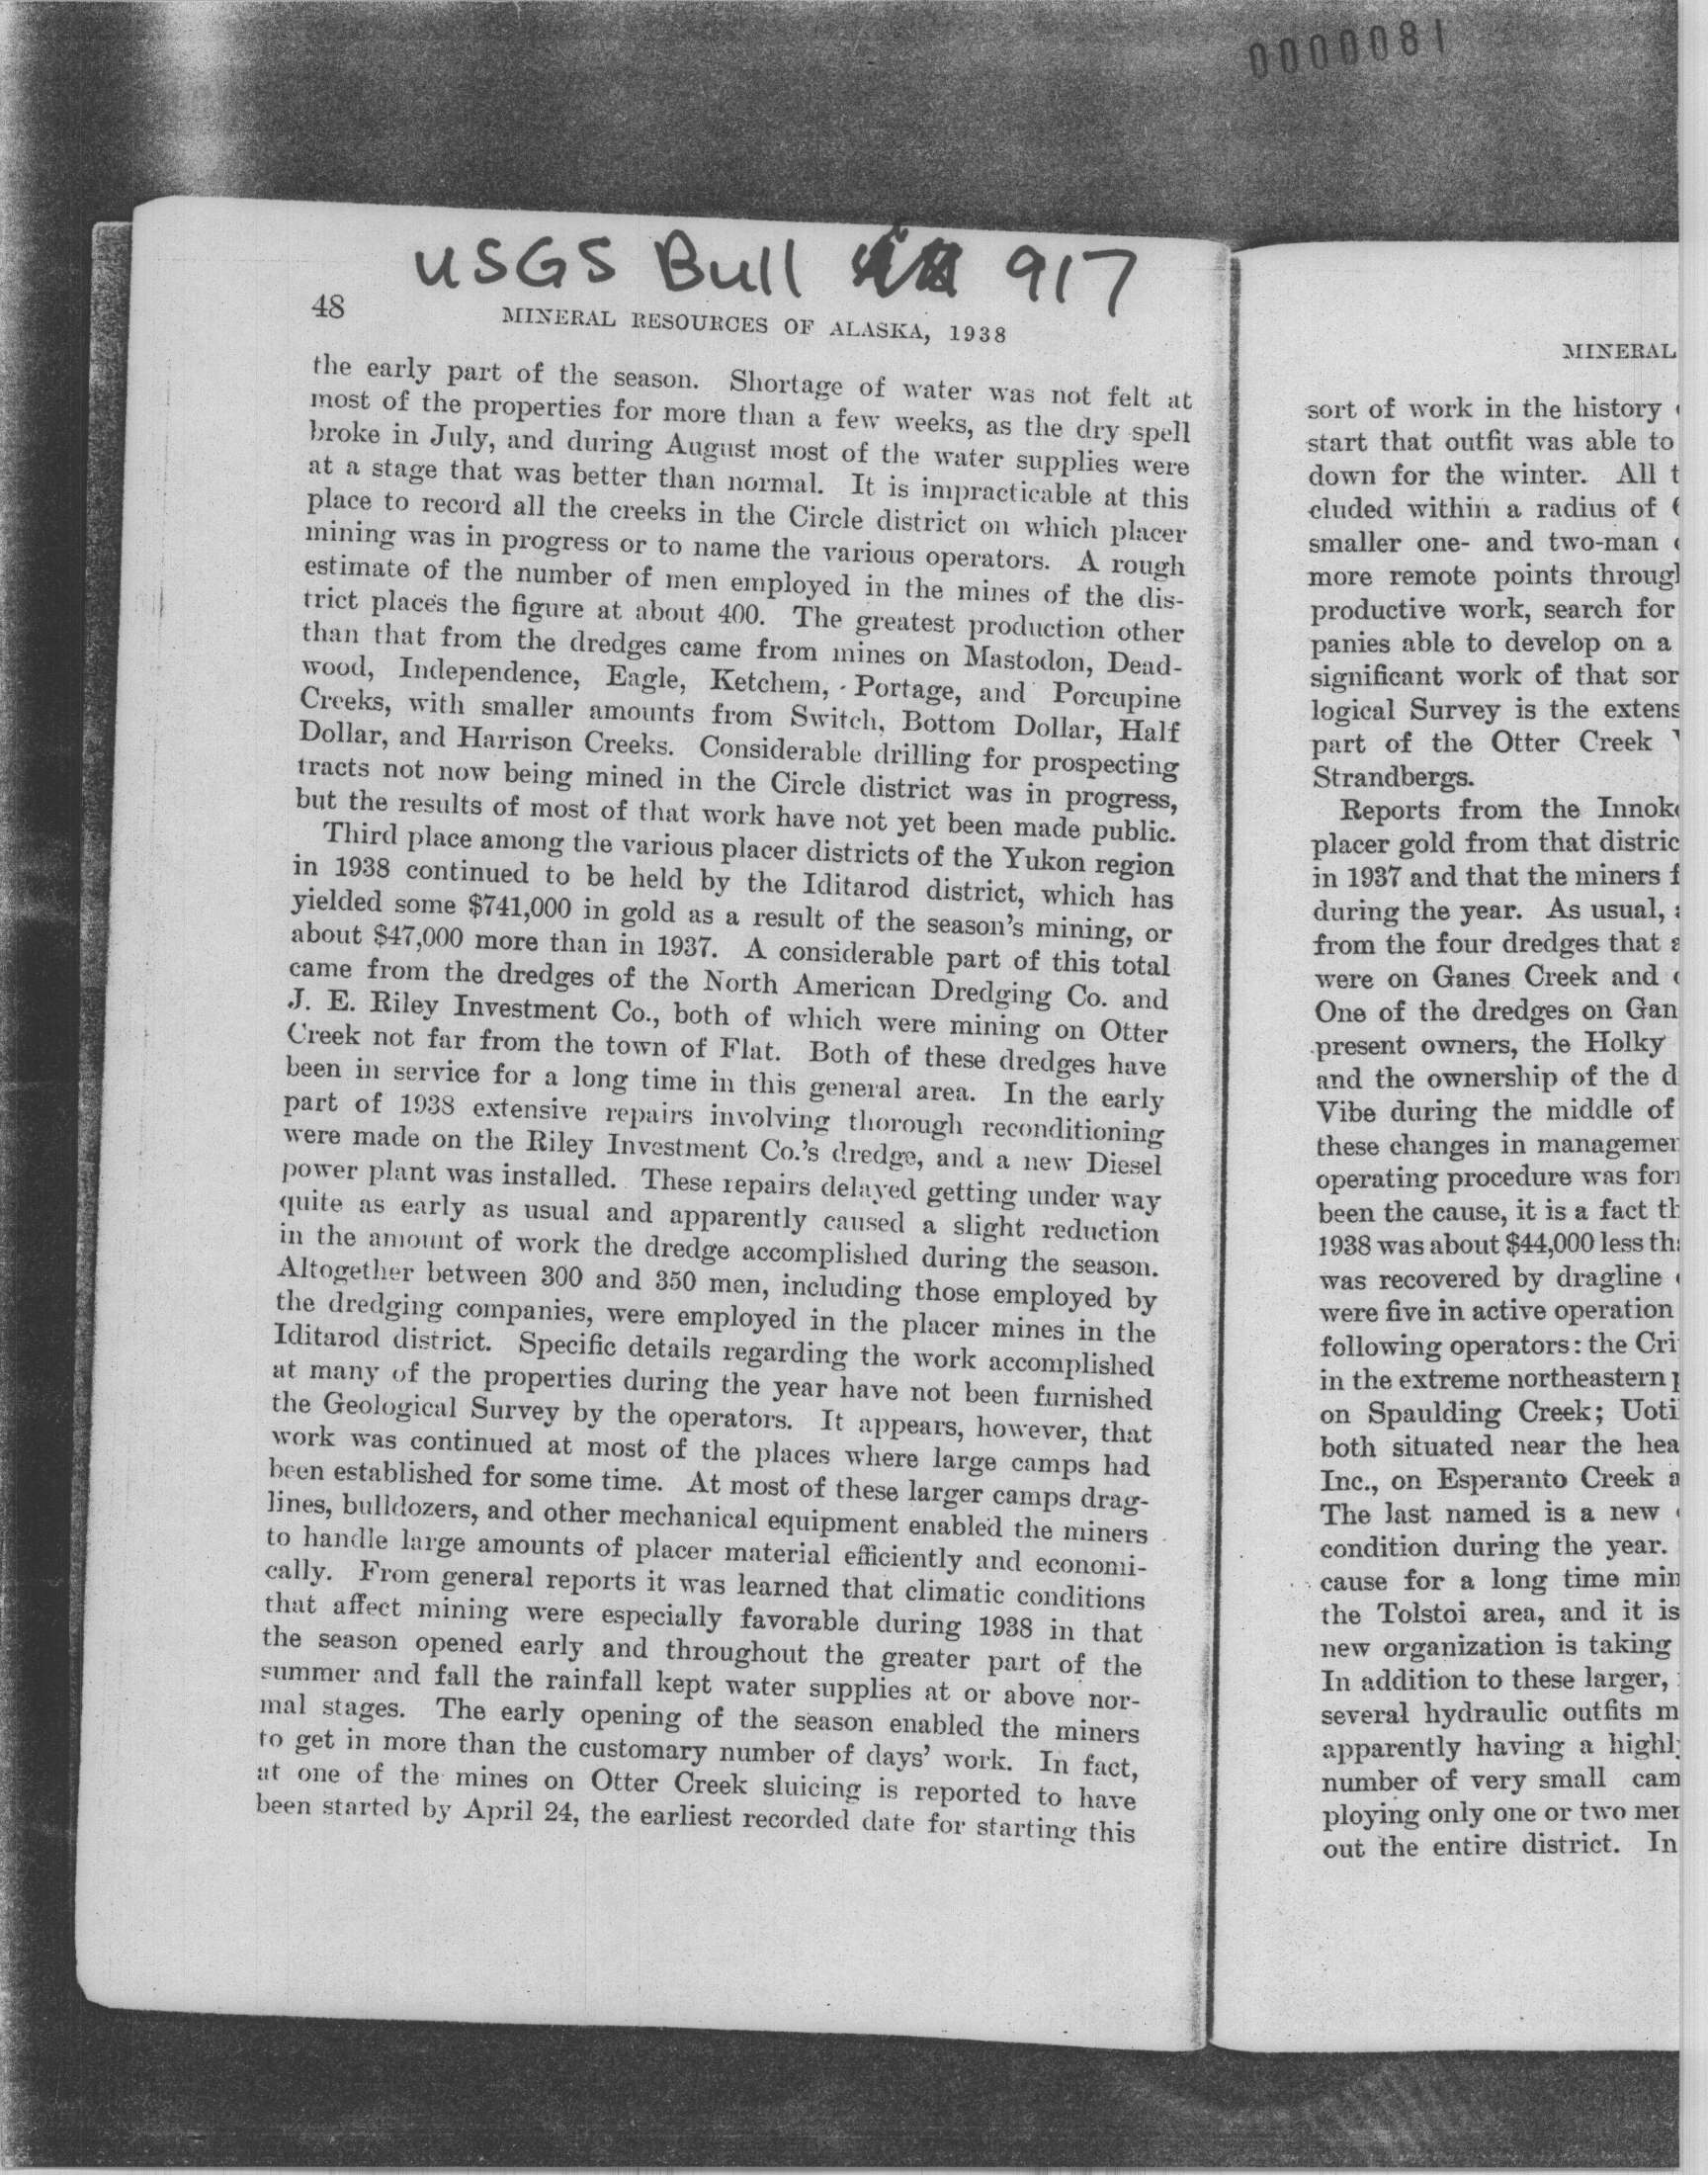 0000081
USGS Bull 917
48
MINERAL RESOURCES OF ALASKA, 1938
the early part of the season. Shortage of water was not felt at
most of the properties for more than a few weeks, as the dry spell
broke in July, and during August most of the water supplies were
at a stage that was better than normal. It is impracticable at this
place to record all the creeks in the Circle district on which placer
mining was in progress or to name the various operators. A rough
estimate of the number of men employed in the mines of the dis-
trict places the figure at about 400. The greatest production other
than that from the dredges came from mines on Mastodon, Dead-
wood, Independence, Eagle, Ketchem, Portage, and Porcupine
Creeks, with smaller amounts from Switch, Bottom Dollar, Half
Dollar, and Harrison Creeks. Considerable drilling for prospecting
tracts not now being mined in the Circle district was in progress,
but the results of most of that work have not yet been made public.
Third place among the various placer districts of the Yukon region
in 1938 continued to be held by the Iditarod district, which has
yielded some $741,000 in gold as a result of the season's mining, or
about $47,000 more than in 1937. A considerable part of this total
came from the dredges of the North American Dredging Co. and
J. E. Riley Investment Co., both of which were mining on Otter
Creek not far from the town of Flat. Both of these dredges have
been in service for a long time in this general area. In the early
part of 1938 extensive repairs involving thorough reconditioning
were made on the Riley Investment Co.'s dredge, and a new Diesel
power plant was installed. These repairs delayed getting under way
quite as early as usual and apparently caused a slight reduction
in the amount of work the dredge accomplished during the season.
Altogether between 300 and 350 men, including those employed by
the dredging companies, were employed in the placer mines in the
Iditarod district. Specific details regarding the work accomplished
at many of the properties during the year have not been furnished
the Geological Survey by the operators. It appears, however, that
work was continued at most of the places where large camps had
been established for some time. At most of these larger camps drag-
lines, bulldozers, and other mechanical equipment enabled the miners
to handle large amounts of placer material efficiently and economi-
cally. From general reports it was learned that climatic conditions
that affect mining were especially favorable during 1938 in that
the season opened early and throughout the greater part of the
summer and fall the rainfall kept water supplies at or above nor-
mal stages. The early opening of the season enabled the miners
to get in more than the customary number of days' work. In fact,
at one of the mines on Otter Creek sluicing is reported to have
been started by April 24, the earliest recorded date for starting this
MINERAL
sort of work in the history
start that outfit was able to
down for the winter. All
cluded within a radius of
smaller one- and two-man
more remote points
productive work, search for
panies able to develop on a
significant work of that
logical Survey is the
part of the Otter Creek
Strandbergs.
Reports from the
placer gold from that
in 1937 and that the miners
during the year. As usual,
from the four dredges that
were on Ganes Creek and
One of the dredges on
present owners, the Holky
and the ownership of the
Vibe during the middle of
these changes in
operating procedure was
been the cause, it is a fact
1938 was about $44,000 less
was recovered by dragline
were five in active operation
following operators: the
in the extreme northeastern
on Spaulding Creek;
both situated near the
Inc., on Esperanto Creek
The last named is a new
condition during the year.
cause for a long time
the Tolstoi area, and it is
new organization is taking
In addition to these larger,
several hydraulic outfits
apparently having a
number of very small
ploying only one or two
out the entire district. In